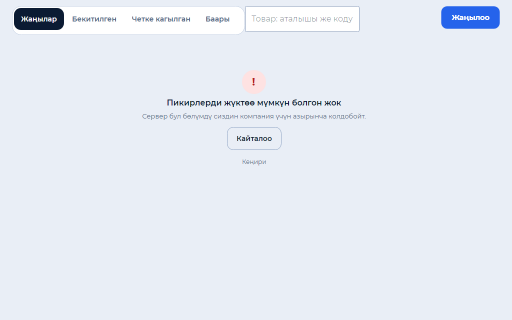 Жаңылар Бекитилген Четке кагылган Баары Товар: аталышы же коду Жаңылоо
!
Пикирлерди жүктөө мүмкүн болгон жок
Сервер бул бөлүмдү сиздин компания үчүн азырынча колдобойт.
Кайталоо
Кеңири